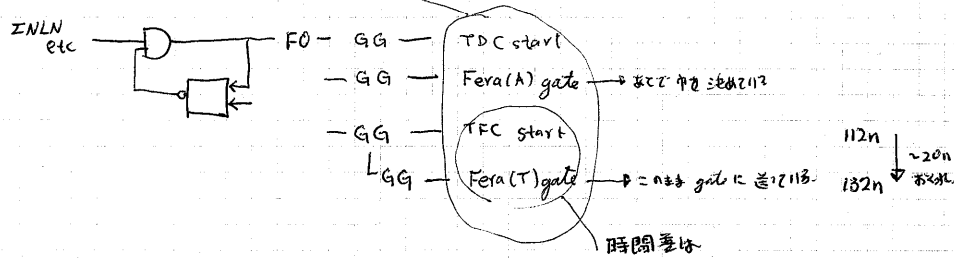 INLN
etc
FO — GG — TDC start
— GG — Fera(A) gate → あとで巾を決めている
— GG — TFC start
GG — Fera(T) gate → このまま gate に送っている
112n
132n
~20n
おくれ
時間差は